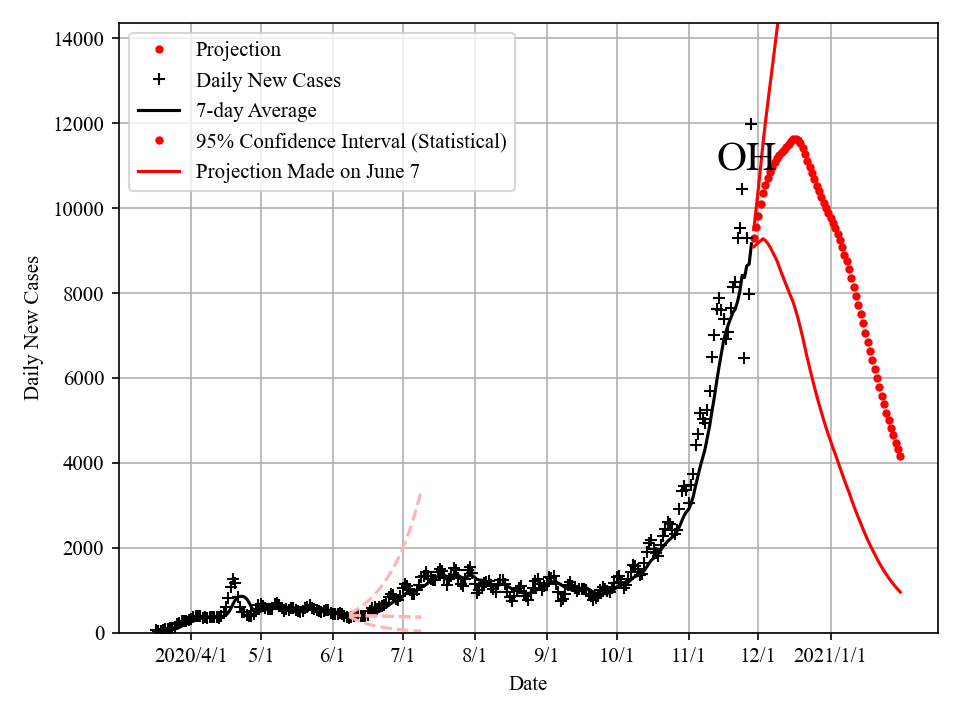 14000
12000
10000
8000
6000
4000
2000
0
Daily New Cases
Projection
Daily New Cases
7-day Average
95% Confidence Interval (Statistical)
Projection Made on June 7
OH
2020/4/1 5/1 6/1 7/1 8/1 9/1 10/1 11/1 12/1 2021/1/1
Date